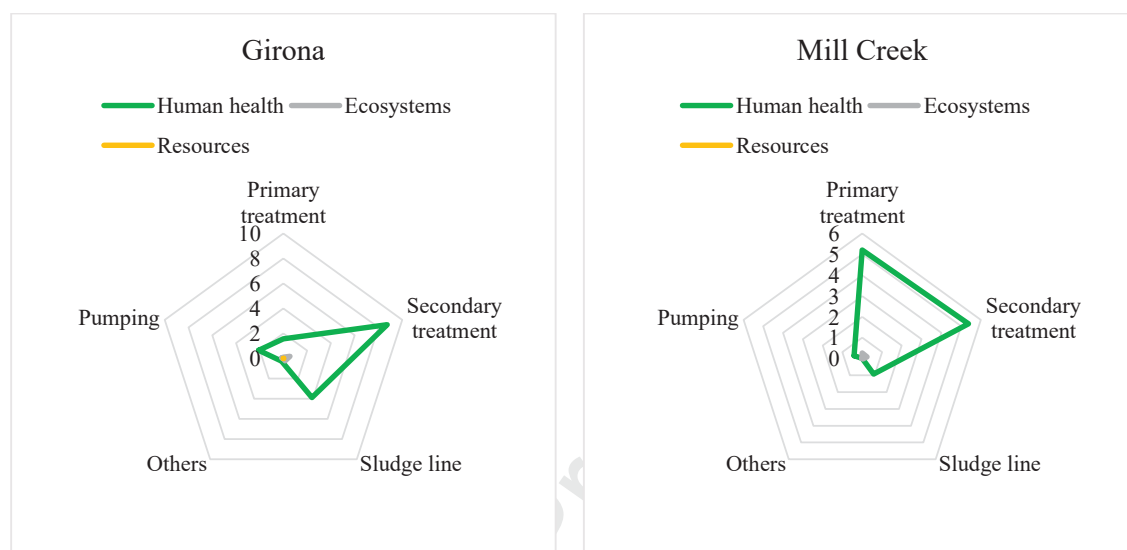 Girona
Human health Ecosystems
Resources
Primary
treatment
10
8
6
4
2
0
Pumping
Secondary
treatment
Others
Sludge line
Mill Creek
Human health Ecosystems
Resources
Primary
treatment
6
5
4
3
2
1
0
Pumping
Secondary
treatment
Others
Sludge line